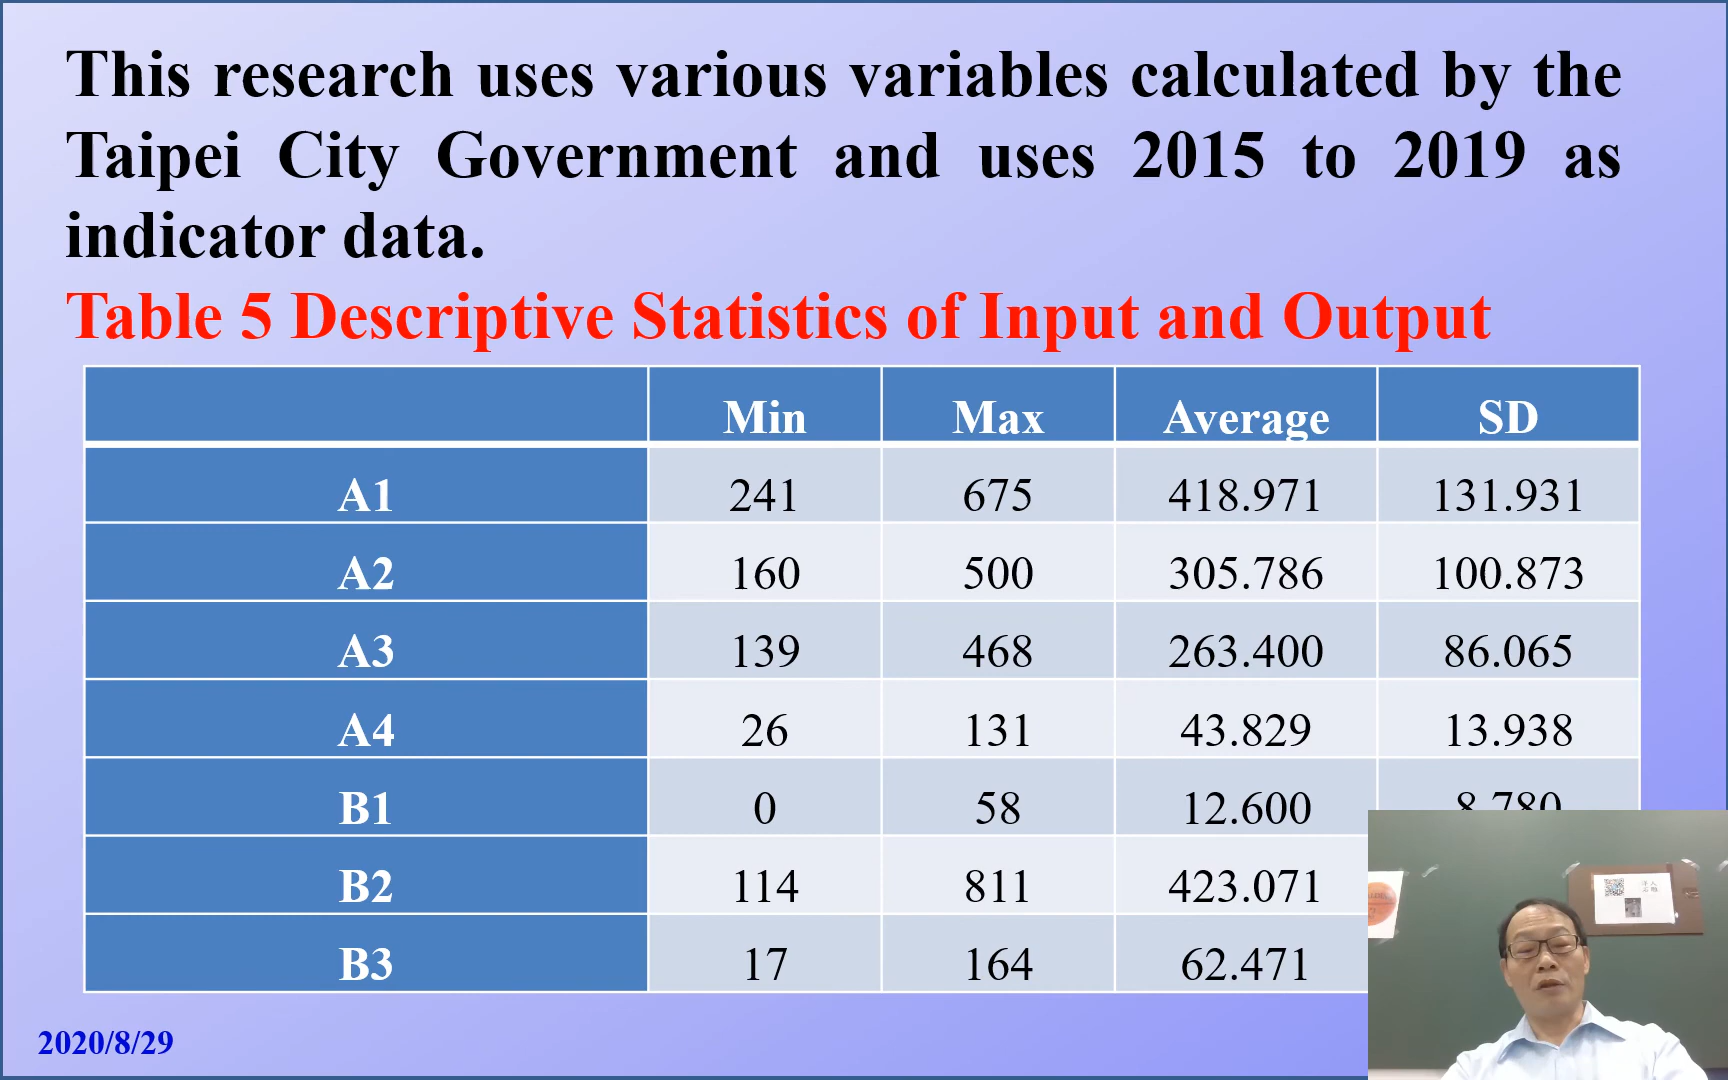 This research uses various variables calculated by the
Taipei City Government and uses 2015 to 2019 as
indicator data.
Table 5 Descriptive Statistics of Input and Output
Min Max Average SD
A1 241 675 418.971 131.931
A2 160 500 305.786 100.873
A3 139 468 263.400 86.065
A4 26 131 43.829 13.938
B1 0 58 12.600 8.780
B2 114 811 423.071
B3 17 164 62.471
2020/8/29